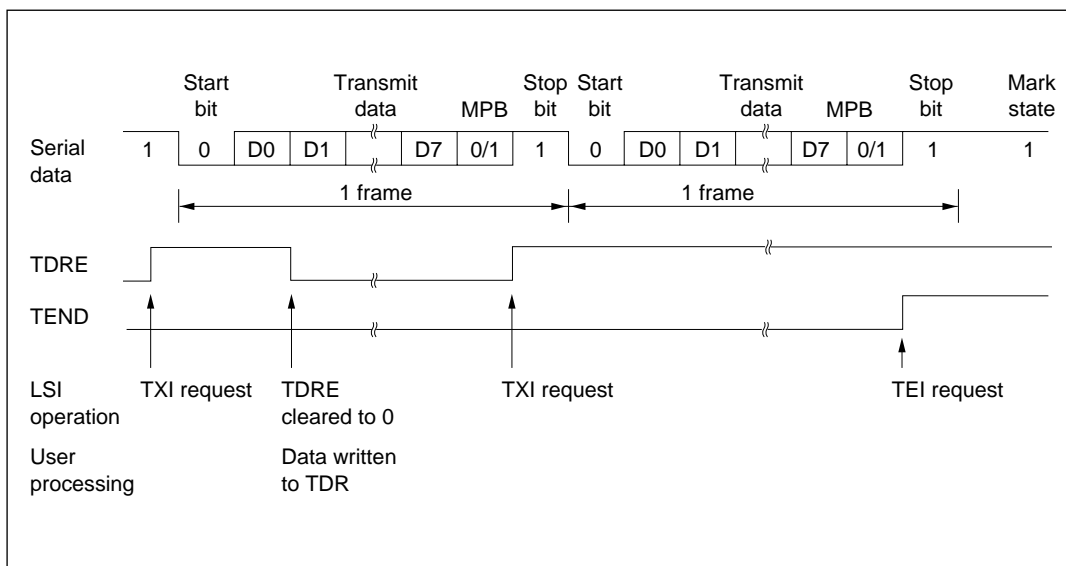 Start bit Transmit data MPB Stop bit Start bit Transmit data MPB Stop bit Mark state
Serial data 1 0 D0 D1 D7 0/1 1 0 D0 D1 D7 0/1 1 1
1 frame 1 frame
TDRE
TEND
LSI operation TXI request TDRE cleared to 0 TXI request TEI request
User processing Data written to TDR